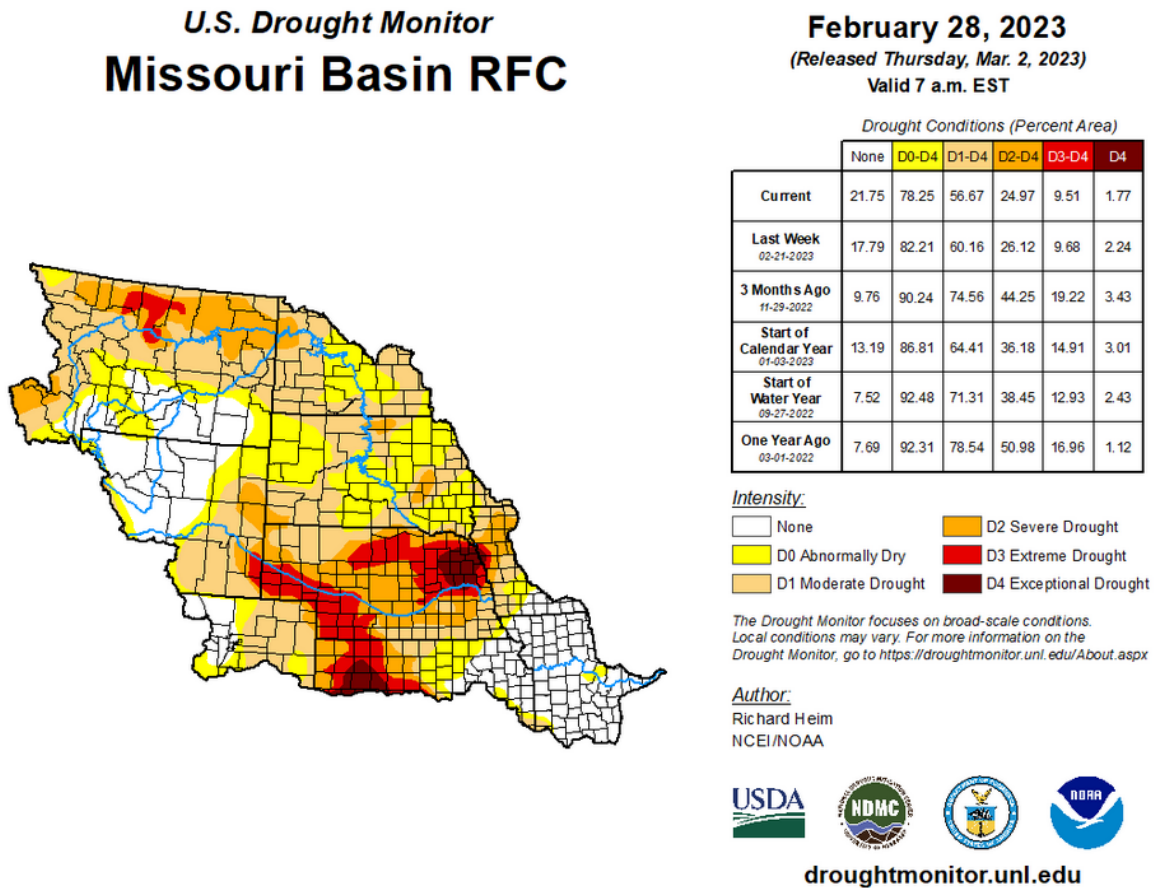 U.S. Drought Monitor
Missouri Basin RFC
February 28, 2023
(Released Thursday, Mar. 2, 2023)
Valid 7 a.m. EST
Drought Conditions (Percent Area)
None D0-D4 D1-D4 D2-D4 D3-D4 D4
Current 21.75 78.25 56.67 24.97 9.51 1.77
Last Week
02-21-2023
17.79 82.21 60.16 26.12 9.68 2.24
3 Months Ago
11-29-2022
9.76 90.24 74.56 44.25 19.22 3.43
Start of
Calendar Year
01-03-2023
13.19 86.81 64.41 36.18 14.91 3.01
Start of
Water Year
09-27-2022
7.52 92.48 71.31 38.45 12.93 2.43
One Year Ago
03-01-2022
7.69 92.31 78.54 50.98 16.96 1.12
Intensity:
None
D0 Abnormally Dry
D1 Moderate Drought
D2 Severe Drought
D3 Extreme Drought
D4 Exceptional Drought
The Drought Monitor focuses on broad-scale conditions.
Local conditions may vary. For more information on the
Drought Monitor, go to https://droughtmonitor.unl.edu/About.aspx
Author:
Richard Heim
NCEI/NOAA
USDA
NDMC
NOAA
droughtmonitor.unl.edu